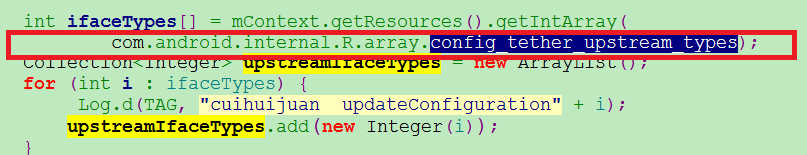 int ifaceTypes[] = mContext.getResources().getIntArray(
com.android.internal.R.array.config_tether_upstream_types);
Collection<Integer> upstreamIfaceTypes = new ArrayList();
for (int i : ifaceTypes) {
Log.d(TAG, "cuihuijuan updateConfiguration" + i);
upstreamIfaceTypes.add(new Integer(i));
}